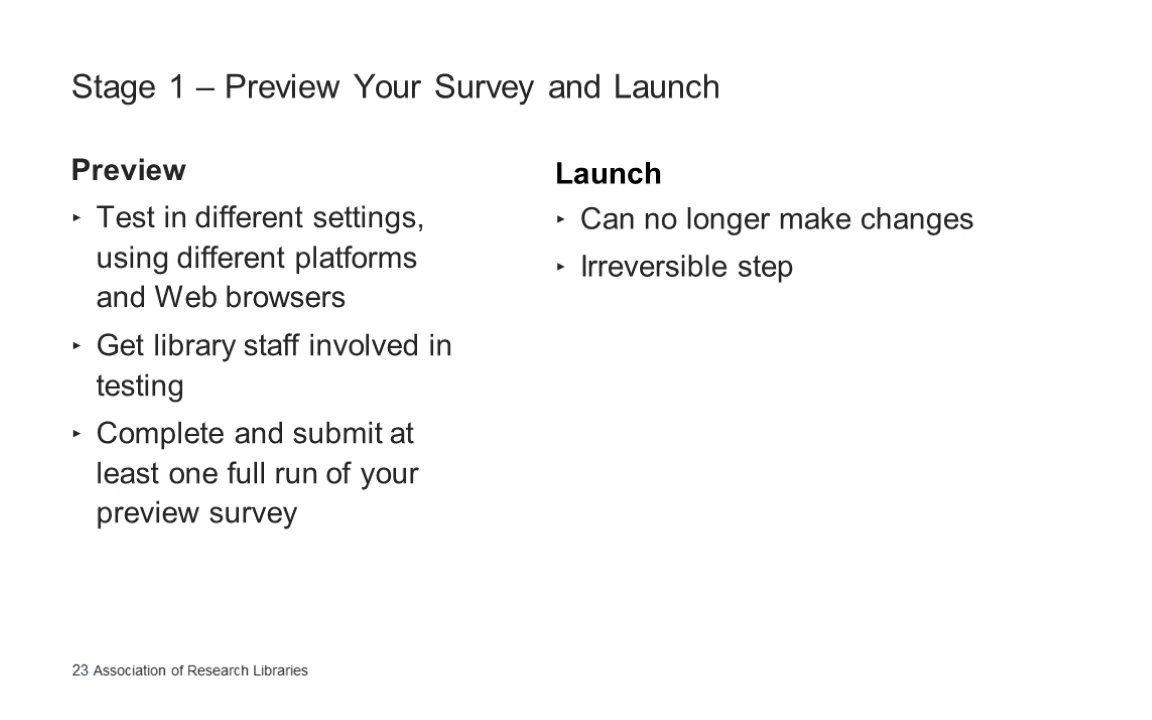 Stage 1 – Preview Your Survey and Launch
Preview
‣ Test in different settings,
using different platforms
and Web browsers
‣ Get library staff involved in
testing
‣ Complete and submit at
least one full run of your
preview survey
Launch
‣ Can no longer make changes
‣ Irreversible step
23 Association of Research Libraries